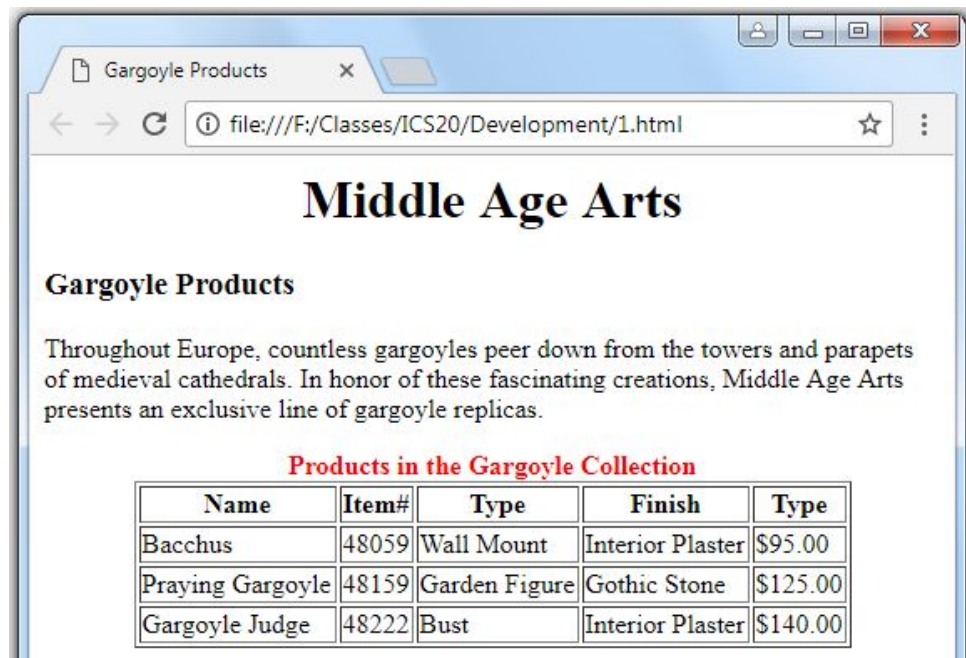 Gargoyle Products
file:///F:/Classes/ICS20/Development/1.html
Middle Age Arts
Gargoyle Products
Throughout Europe, countless gargoyles peer down from the towers and parapets
of medieval cathedrals. In honor of these fascinating creations, Middle Age Arts
presents an exclusive line of gargoyle replicas.
Products in the Gargoyle Collection
Name Item# Type Finish Type
Bacchus 48059 Wall Mount Interior Plaster $95.00
Praying Gargoyle 48159 Garden Figure Gothic Stone $125.00
Gargoyle Judge 48222 Bust Interior Plaster $140.00